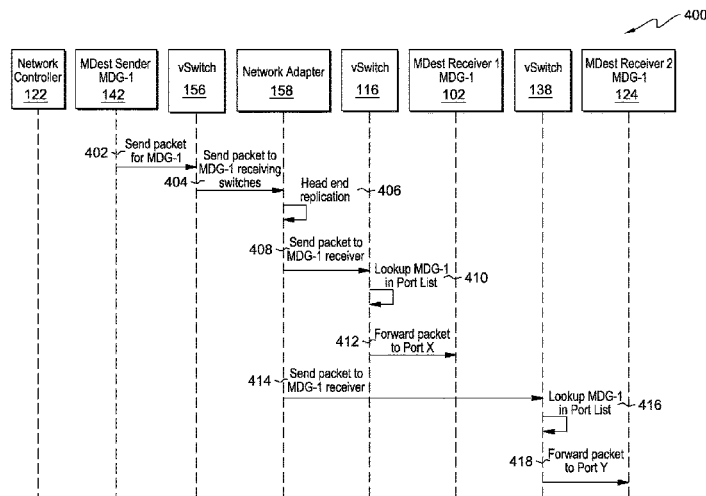 400
Network
Controller
122
MDest Sender
MDG-1
142
vSwitch
156
Network Adapter
158
vSwitch
116
MDest Receiver 1
MDG-1
102
vSwitch
138
MDest Receiver 2
MDG-1
124
402
Send packet
for MDG-1
404
Send packet to
MDG-1 receiving
switches
Head end
replication
406
408
Send packet to
MDG-1 receiver
Lookup MDG-1
in Port List
410
412
Forward packet
to Port X
414
Send packet to
MDG-1 receiver
Lookup MDG-1
in Port List
416
418
Forward packet
to Port Y